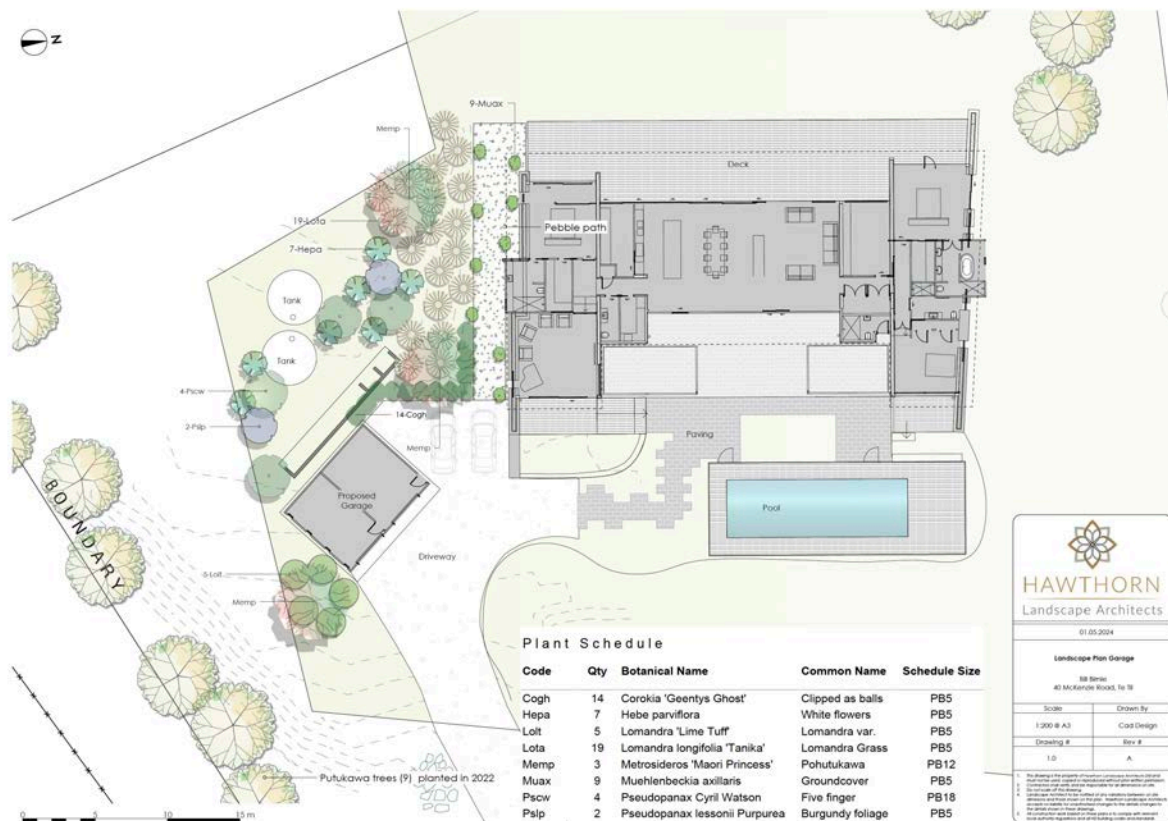 N
9-Muax
Memp
Deck
19-Lota
Pebble path
7-Hepa
Tank
Tank
4-Pscw
2-Pslp
14-Cogh
Memp
Paving
Proposed
Garage
Pool
BOUNDARY
Driveway
5-Lolt
Memp
Putukawa trees (9) planted in 2022
0 5 10 15 m
Plant Schedule
Code Qty Botanical Name Common Name Schedule Size
Cogh 14 Corokia 'Geentys Ghost' Clipped as balls PB5
Hepa 7 Hebe parviflora White flowers PB5
Lolt 5 Lomandra 'Lime Tuff' Lomandra var. PB5
Lota 19 Lomandra longifolia 'Tanika' Lomandra Grass PB5
Memp 3 Metrosideros 'Maori Princess' Pohutukawa PB12
Muax 9 Muehlenbeckia axillaris Groundcover PB5
Pscw 4 Pseudopanax Cyril Watson Five finger PB18
Pslp 2 Pseudopanax lessonii Purpurea Burgundy foliage PB5
HAWTHORN
Landscape Architects
01.05.2024
Landscape Plan Garage
Bill Birnie
40 McKenzie Road, Te Tii
Scale Drawn By
1:200 @ A3 Cad Design
Drawing # Rev #
1.0 A